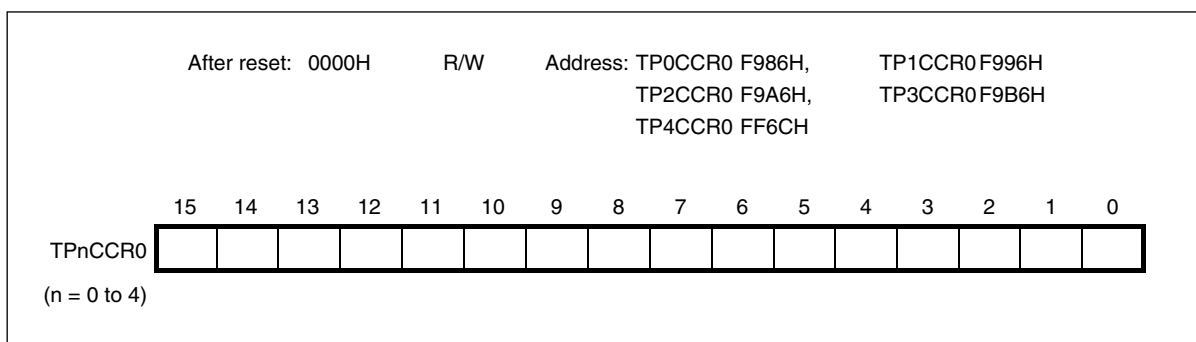 After reset: 0000H R/W Address: TP0CCR0 F986H, TP1CCR0 F996H
TP2CCR0 F9A6H, TP3CCR0 F9B6H
TP4CCR0 FF6CH
15 14 13 12 11 10 9 8 7 6 5 4 3 2 1 0
TPnCCR0
(n = 0 to 4)